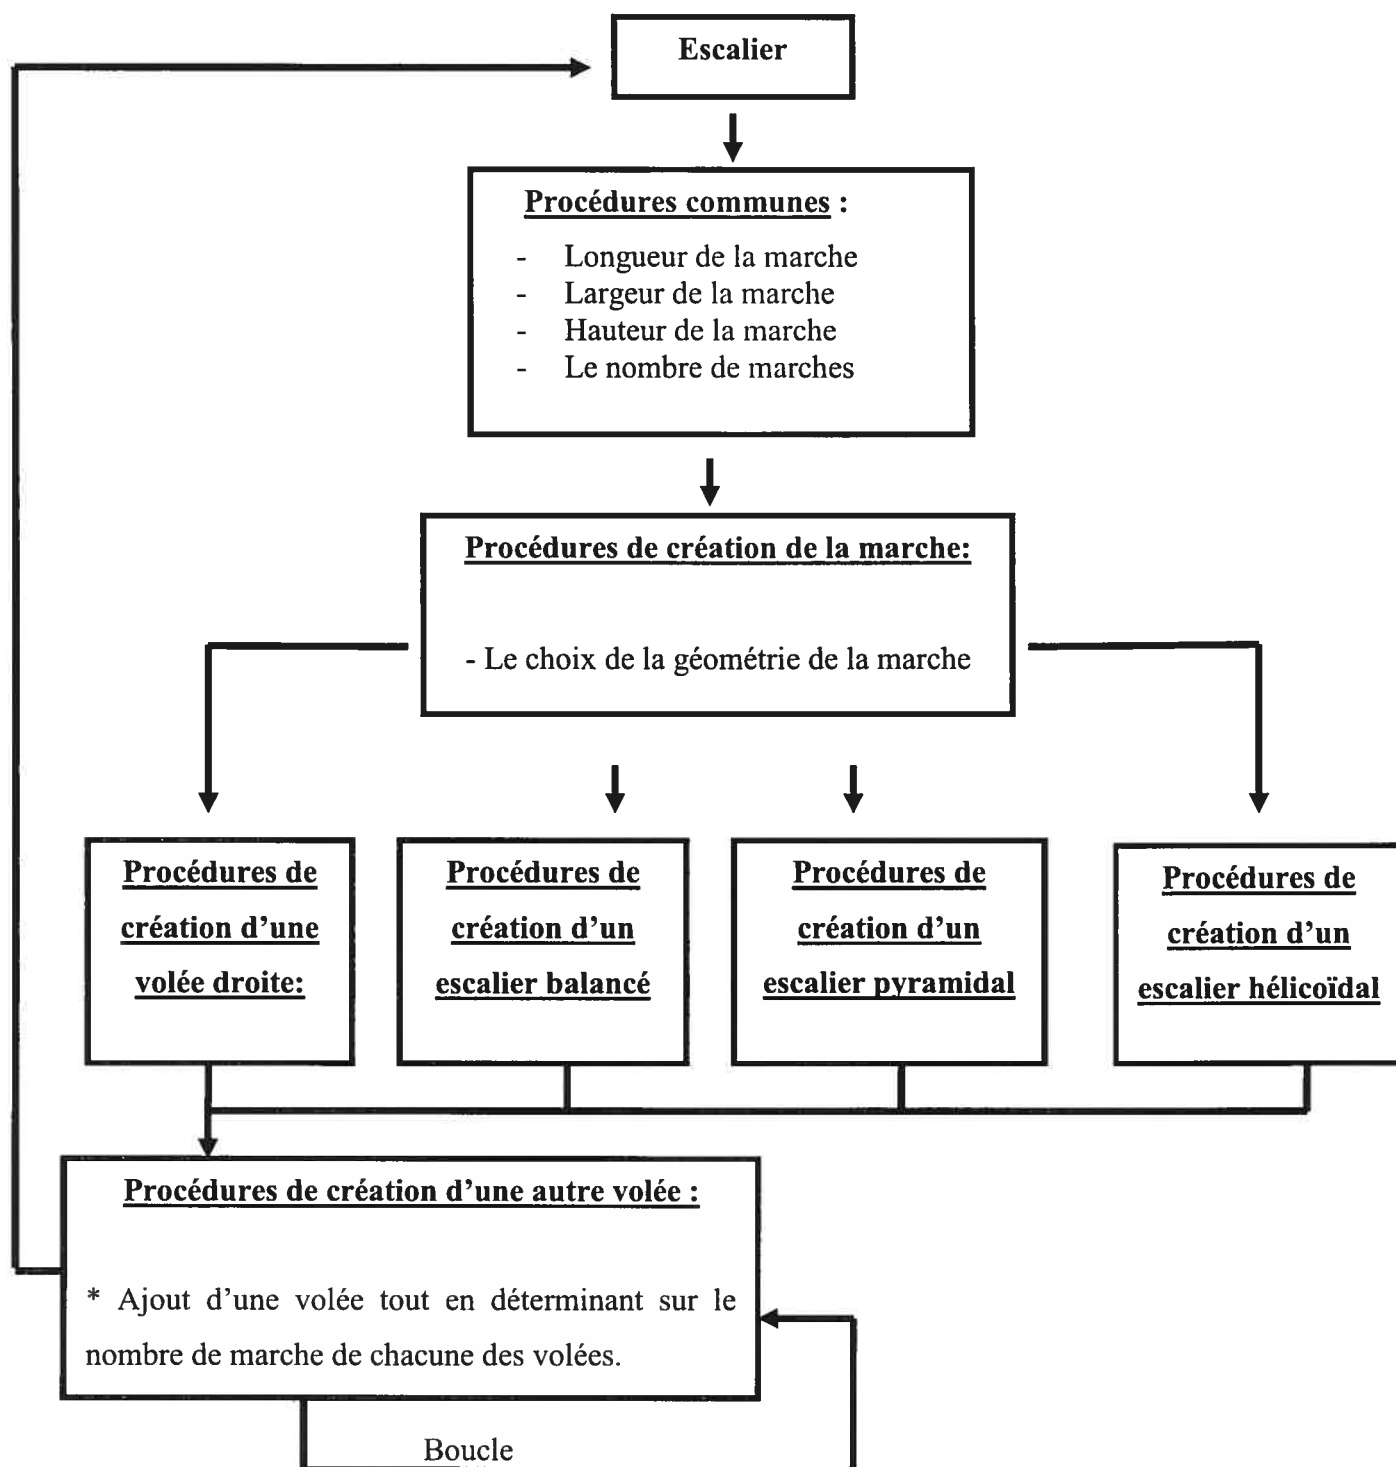 Escalier
Procédures communes :
- Longueur de la marche
- Largeur de la marche
- Hauteur de la marche
- Le nombre de marches
Procédures de création de la marche:
- Le choix de la géométrie de la marche
Procédures de
création d'une
volée droite:
Procédures de
création d'un
escalier balancé
Procédures de
création d'un
escalier pyramidal
Procédures de
création d'un
escalier hélicoïdal
Procédures de création d'une autre volée :
* Ajout d'une volée tout en déterminant sur le
nombre de marche de chacune des volées.
Boucle